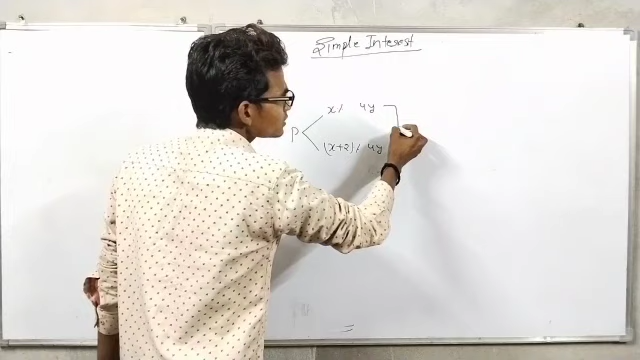 Simple Interest
x% 4y
P
(x+2)% 4y
=